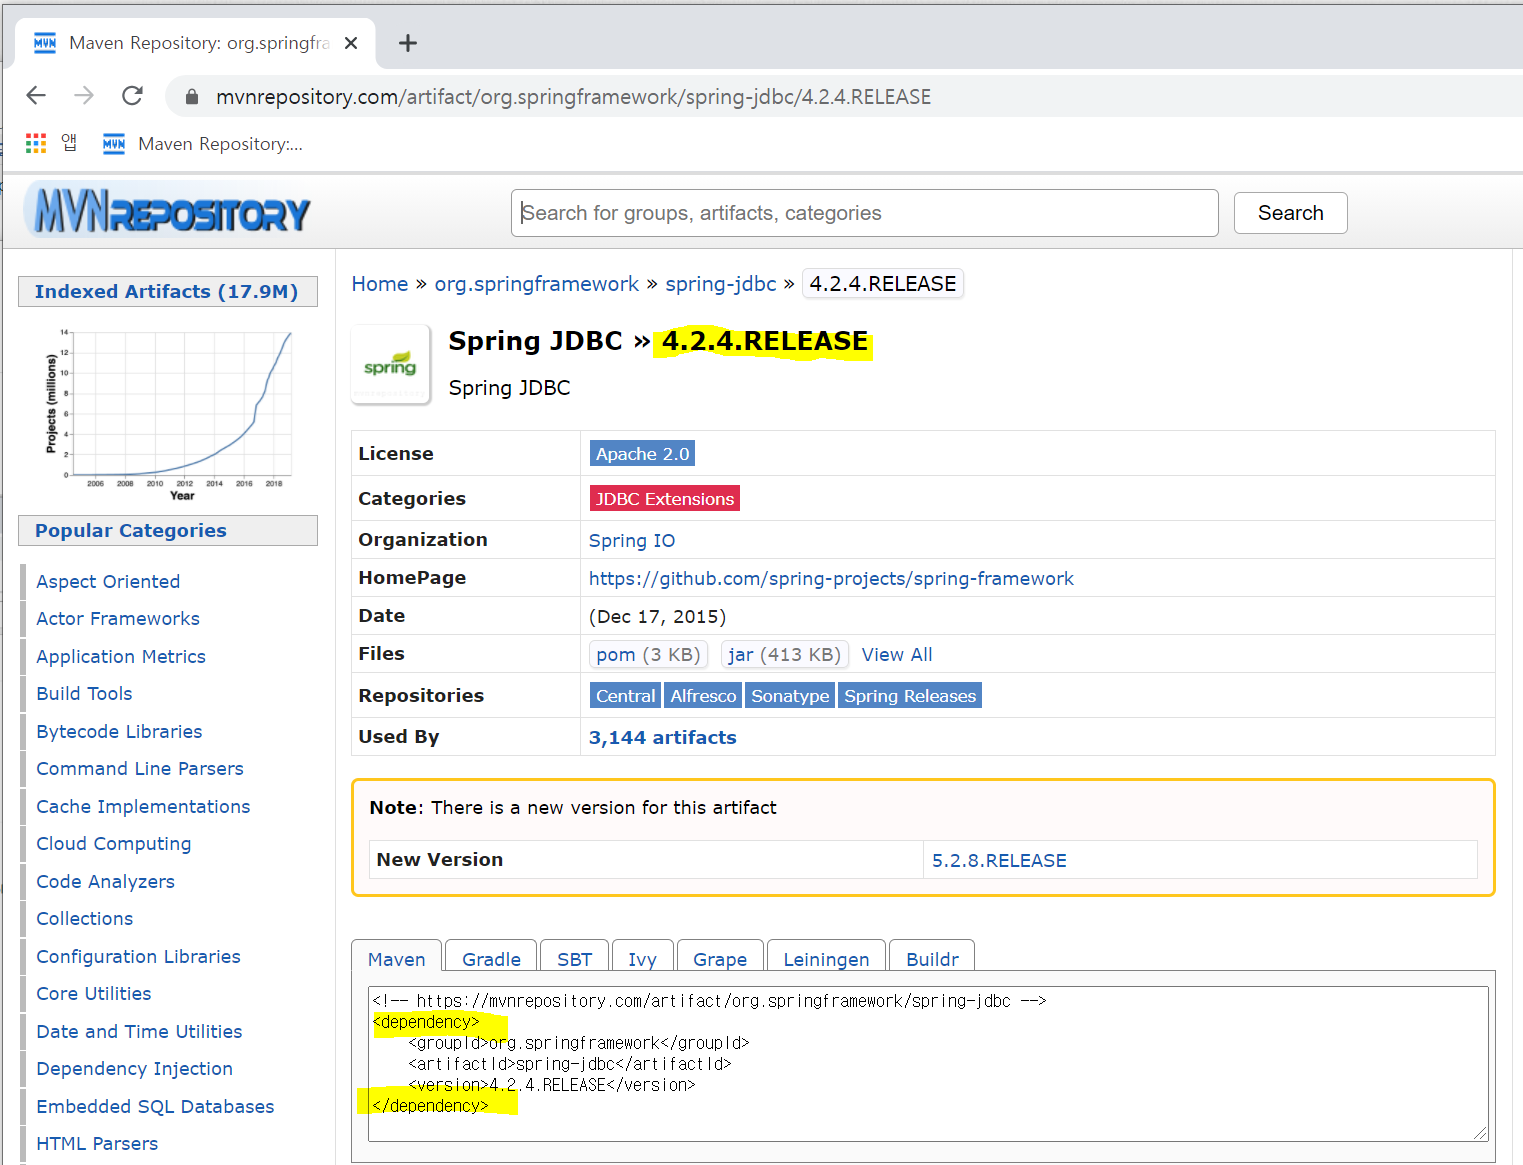 Maven Repository: org.springfra
mvnrepository.com/artifact/org.springframework/spring-jdbc/4.2.4.RELEASE
앱 MVN Maven Repository:...
MVNREPOSITORY
Search for groups, artifacts, categories
Search
Indexed Artifacts (17.9M)
Projects (millions)
14
12
10
8
6
4
2
0
2006 2008 2010 2012 2014 2016 2018
Year
Popular Categories
Aspect Oriented
Actor Frameworks
Application Metrics
Build Tools
Bytecode Libraries
Command Line Parsers
Cache Implementations
Cloud Computing
Code Analyzers
Collections
Configuration Libraries
Core Utilities
Date and Time Utilities
Dependency Injection
Embedded SQL Databases
HTML Parsers
Home » org.springframework » spring-jdbc » 4.2.4.RELEASE
spring
Spring JDBC » 4.2.4.RELEASE
Spring JDBC
License Apache 2.0
Categories JDBC Extensions
Organization Spring IO
HomePage https://github.com/spring-projects/spring-framework
Date (Dec 17, 2015)
Files pom (3 KB) jar (413 KB) View All
Repositories Central Alfresco Sonatype Spring Releases
Used By 3,144 artifacts
Note: There is a new version for this artifact
New Version 5.2.8.RELEASE
Maven Gradle SBT Ivy Grape Leiningen Buildr
<!-- https://mvnrepository.com/artifact/org.springframework/spring-jdbc -->
<dependency>
<groupId>org.springframework</groupId>
<artifactId>spring-jdbc</artifactId>
<version>4.2.4.RELEASE</version>
</dependency>